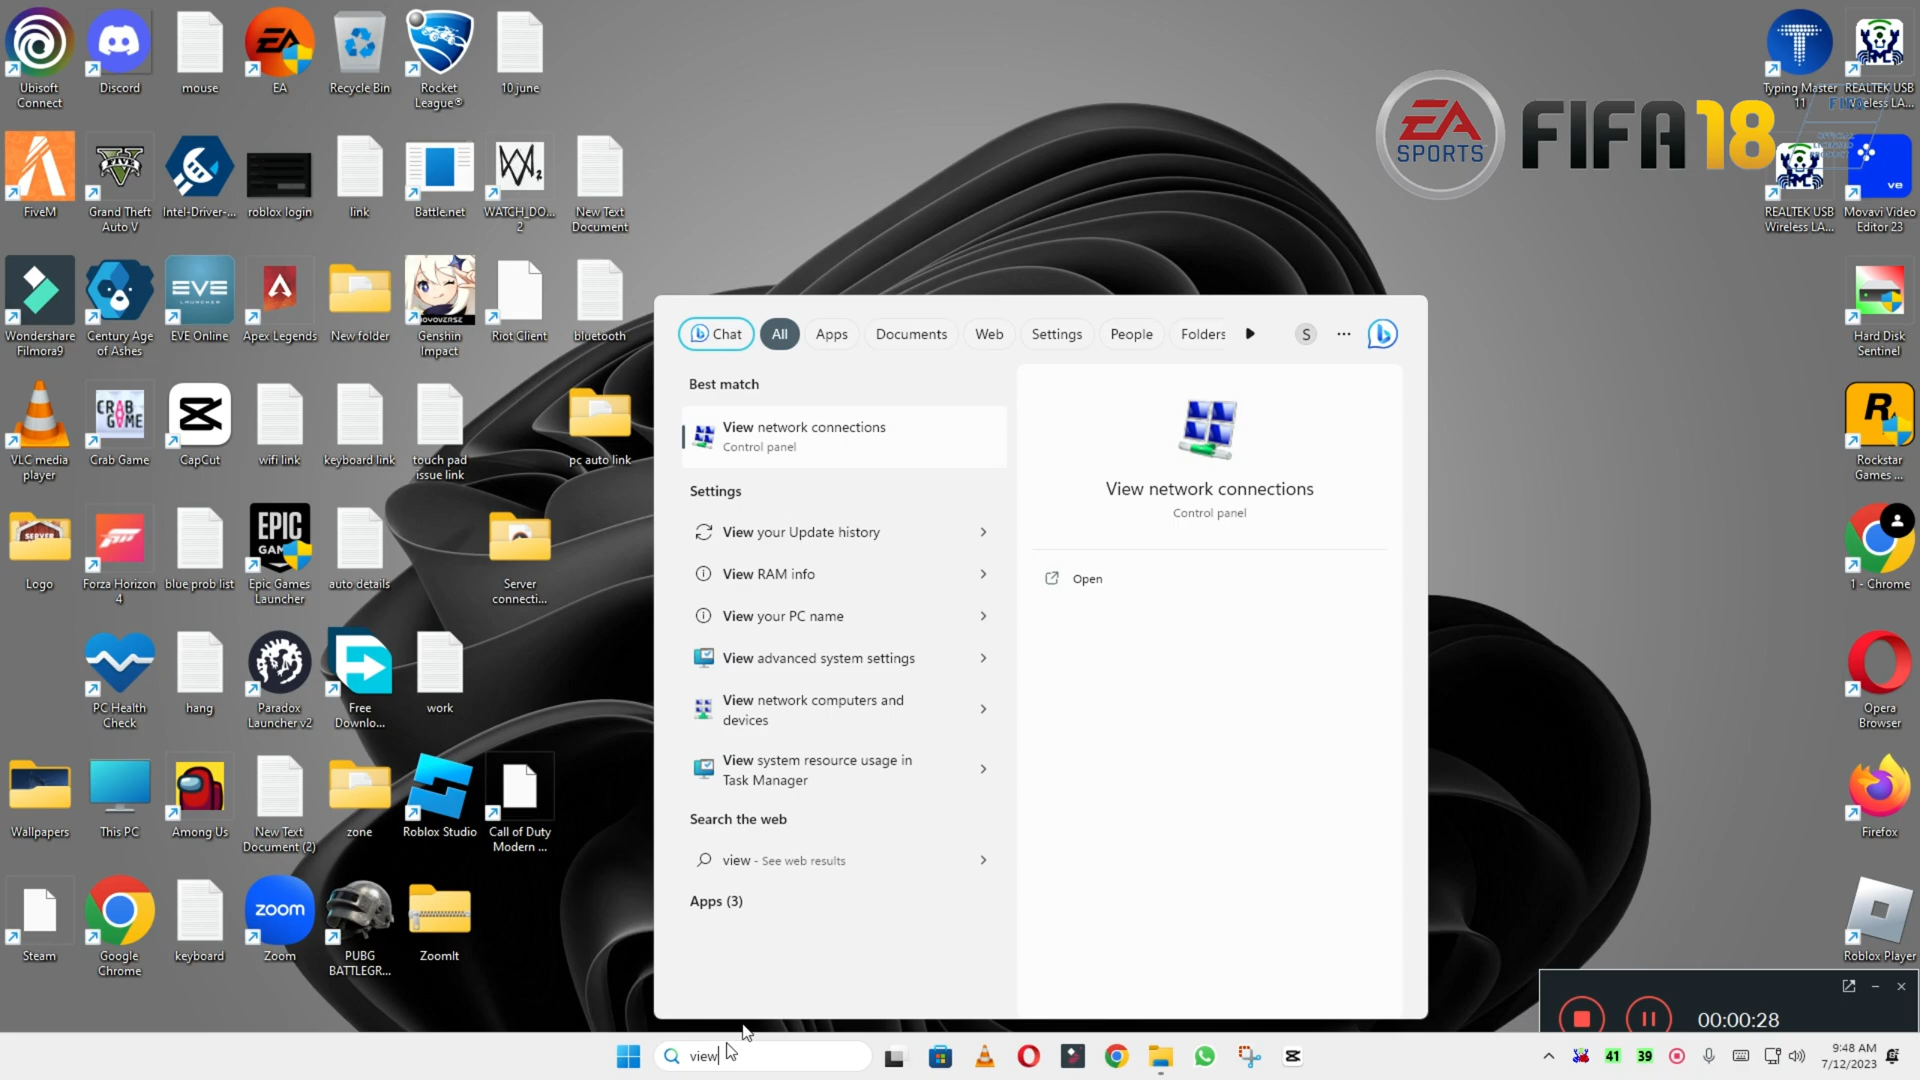 Ubisoft
Connect
Discord
mouse
EA
Recycle Bin
Rocket
League®
10 june
FiveM
Grand Theft
Auto V
Intel-Driver-...
roblox login
link
Battle.net
WATCH_DO...
2
New Text
Document
Wondershare
Filmora9
Century Age
of Ashes
EVE
LAUNCHER
EVE Online
Apex Legends
New folder
Genshin
Impact
Riot Client
bluetooth
VLC media
player
CRAB
GAME
Crab Game
CapCut
wifi link
keyboard link
touch pad
issue link
pc auto link
Logo
Forza Horizon
4
blue prob list
EPIC
GAM
Epic Games
Launcher
auto details
Server
connecti...
PC Health
Check
hang
Paradox
Launcher v2
Free
Downlo...
work
Wallpapers
This PC
Among Us
New Text
Document (2)
zone
Roblox Studio
Call of Duty
Modern ...
Steam
Google
Chrome
keyboard
zoom
Zoom
PUBG
BATTLEGR...
ZoomIt
EA
SPORTS
FIFA 18
Typing Master
11
REALTEK USB
Wireless LA...
REALTEK USB
Wireless LA...
ve
Movavi Video
Editor 23
Hard Disk
Sentinel
Rockstar
Games ...
1 - Chrome
Opera
Browser
Firefox
Roblox Player
Chat
All
Apps
Documents
Web
Settings
People
Folders
S
...
Best match
View network connections
Control panel
Settings
View your Update history
View RAM info
View your PC name
View advanced system settings
View network computers and
devices
View system resource usage in
Task Manager
Search the web
view - See web results
Apps (3)
View network connections
Control panel
Open
00:00:28
view
41
39
9:48 AM
7/12/2023